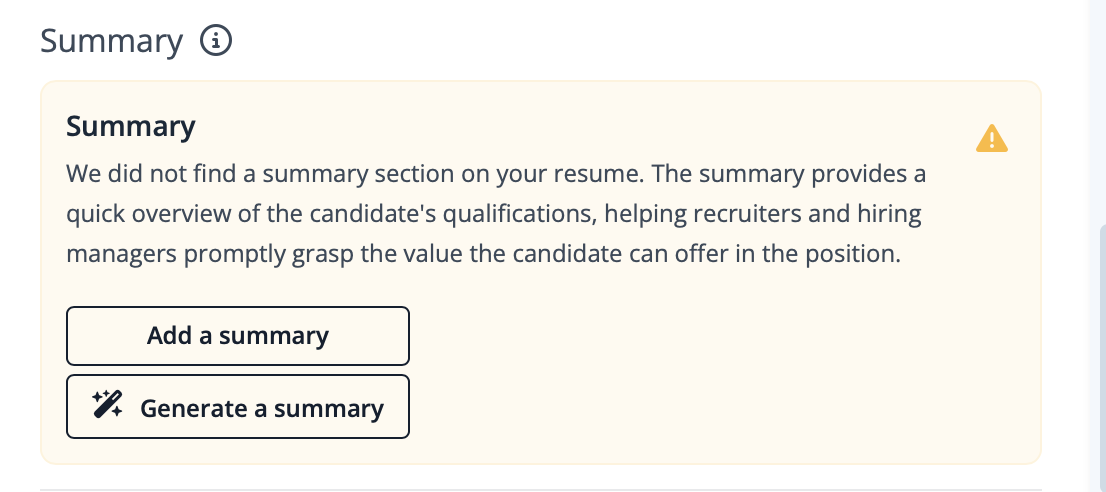 Summary
Summary
We did not find a summary section on your resume. The summary provides a
quick overview of the candidate's qualifications, helping recruiters and hiring
managers promptly grasp the value the candidate can offer in the position.
Add a summary
Generate a summary